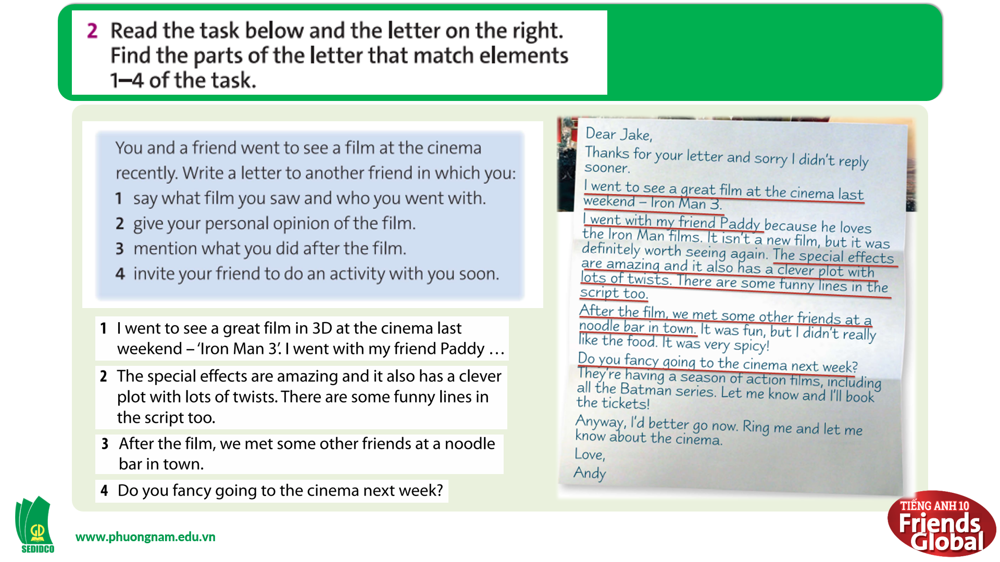 2 Read the task below and the letter on the right.
Find the parts of the letter that match elements
1–4 of the task.
You and a friend went to see a film at the cinema
recently. Write a letter to another friend in which you:
1 say what film you saw and who you went with.
2 give your personal opinion of the film.
3 mention what you did after the film.
4 invite your friend to do an activity with you soon.
1 I went to see a great film in 3D at the cinema last
weekend – ‘Iron Man 3’. I went with my friend Paddy …
2 The special effects are amazing and it also has a clever
plot with lots of twists. There are some funny lines in
the script too.
3 After the film, we met some other friends at a noodle
bar in town.
4 Do you fancy going to the cinema next week?
Dear Jake,
Thanks for your letter and sorry I didn't reply
sooner.
I went to see a great film at the cinema last
weekend – Iron Man 3.
I went with my friend Paddy because he loves
the Iron Man films. It isn't a new film, but it was
definitely worth seeing again. The special effects
are amazing and it also has a clever plot with
lots of twists. There are some funny lines in the
script too.
After the film, we met some other friends at a
noodle bar in town. It was fun, but I didn't really
like the food. It was very spicy!
Do you fancy going to the cinema next week?
They're having a season of action films, including
all the Batman series. Let me know and I'll book
the tickets!
Anyway, I'd better go now. Ring me and let me
know about the cinema.
Love,
Andy
GD
SEDIDCO
www.phuongnam.edu.vn
TIẾNG ANH 10
Friends
Global